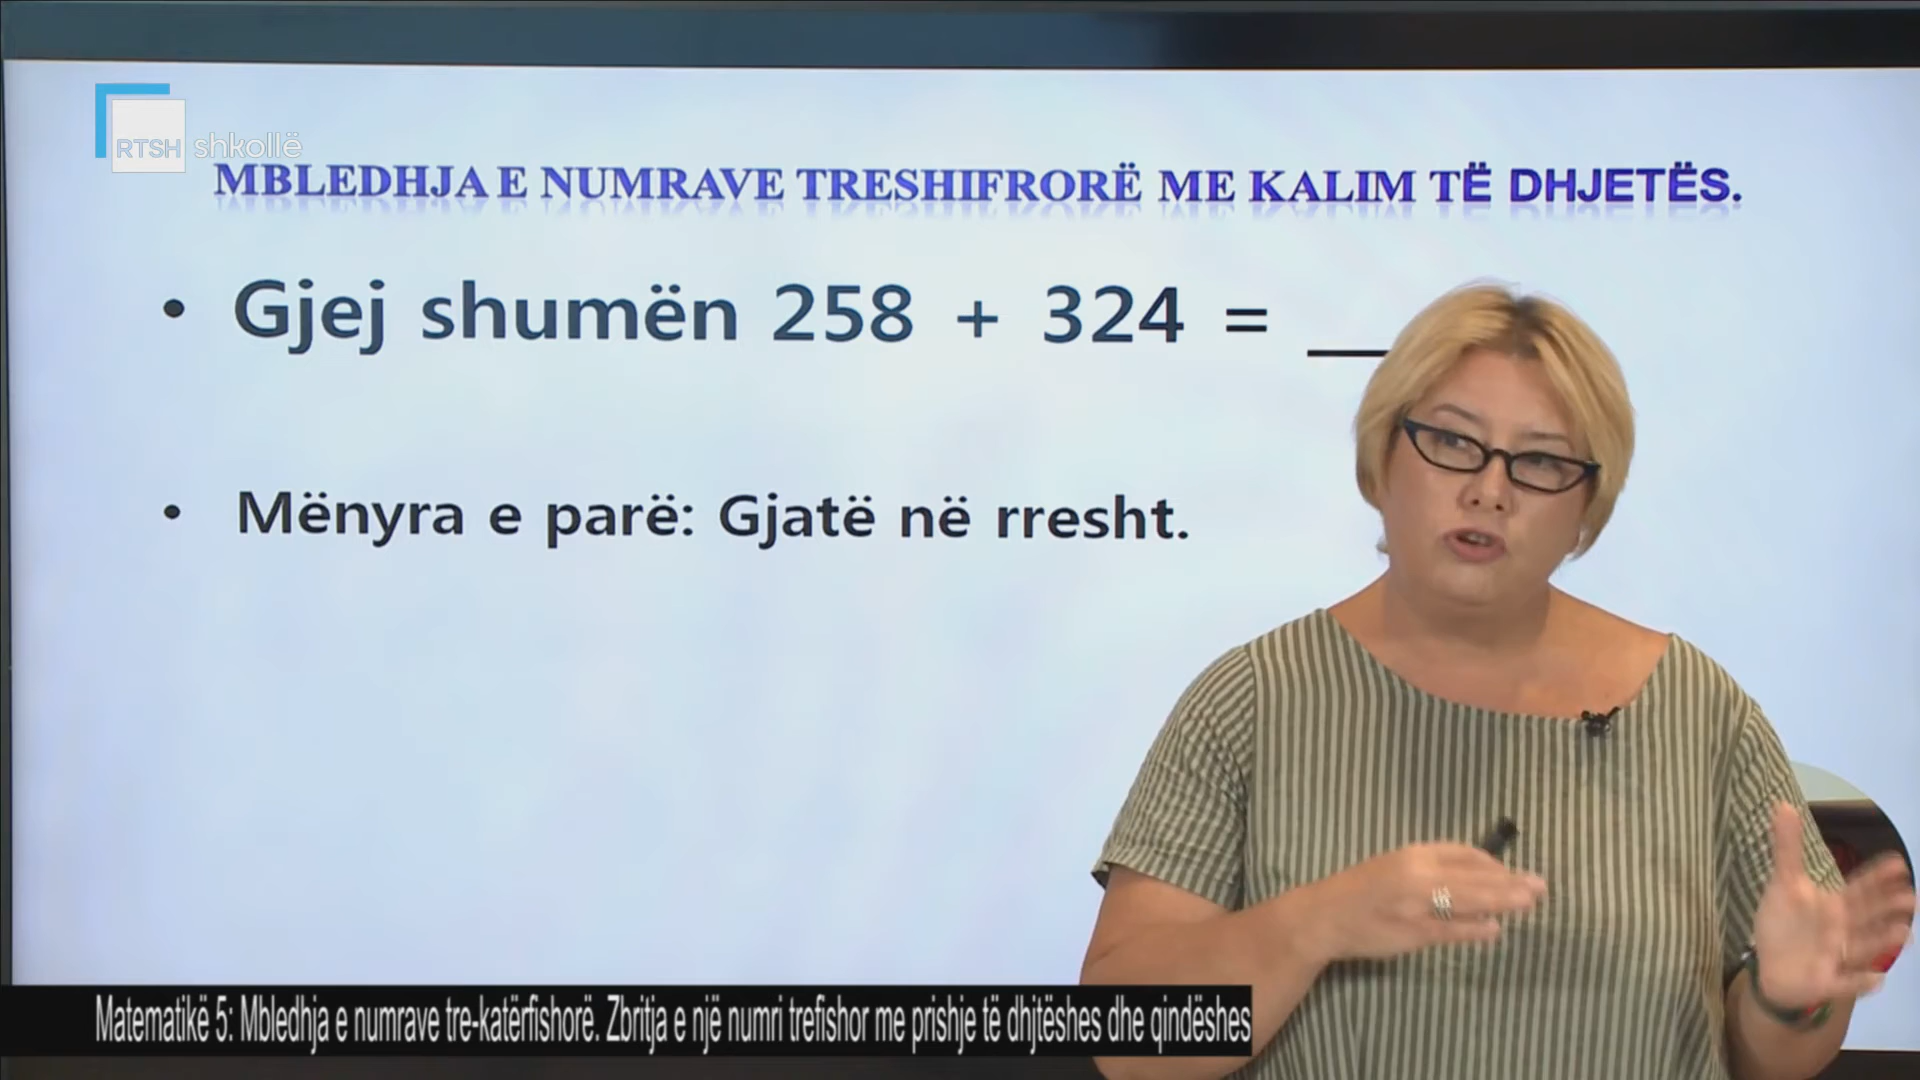 RTSH shkollë
MBLEDHJA E NUMRAVE TRESHIFRORË ME KALIM TË DHJETËS.
• Gjej shumën 258 + 324 = ___
• Mënyra e parë: Gjatë në rresht.
Matematikë 5: Mbledhja e numrave tre-katërfishorë. Zbritja e një numri trefishor me prishje të dhjtëshes dhe qindëshes